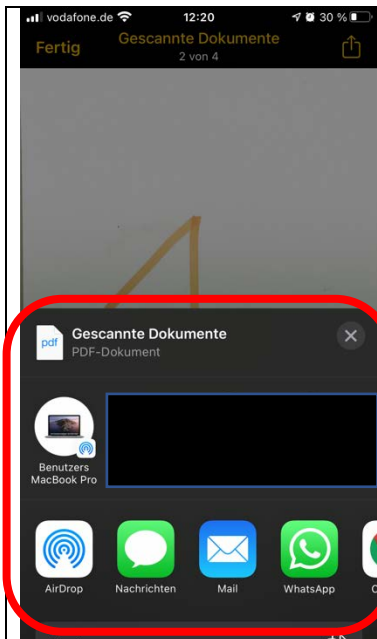 vodafone.de 12:20 30 %
Fertig Gescannte Dokumente
2 von 4
pdf Gescannte Dokumente
PDF-Dokument
Benutzers
MacBook Pro
AirDrop Nachrichten Mail WhatsApp